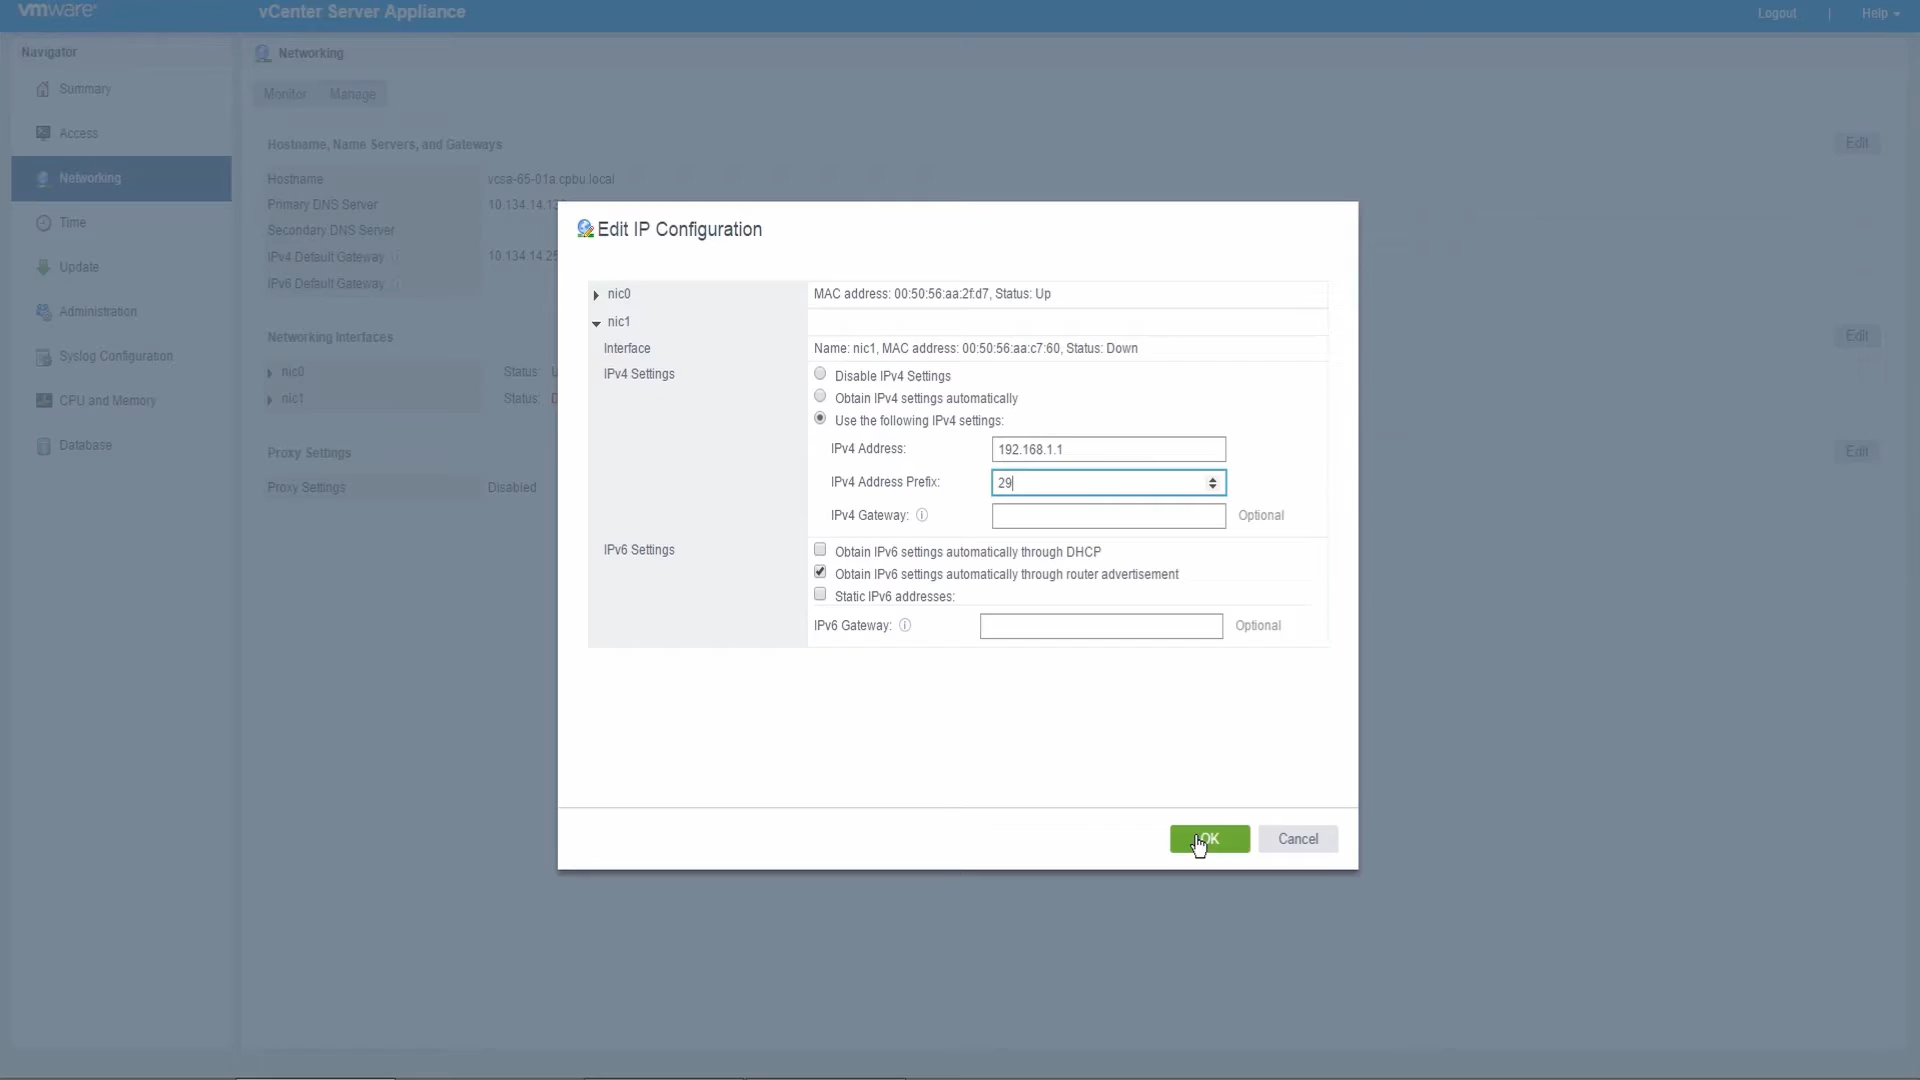 vmware® vCenter Server Appliance Logout | Help
Navigator
Summary
Access
Networking
Time
Update
Administration
Syslog Configuration
CPU and Memory
Database
Networking
Monitor Manage
Hostname, Name Servers, and Gateways Edit
Hostname vcsa-65-01a.cpbu.local
Primary DNS Server 10.134.14.13
Secondary DNS Server
IPv4 Default Gateway 10.134.14.25
IPv6 Default Gateway
Networking Interfaces Edit
nic0 Status:
nic1 Status:
Proxy Settings Edit
Proxy Settings Disabled
Edit IP Configuration
nic0 MAC address: 00:50:56:aa:2f:d7, Status: Up
nic1
Interface Name: nic1, MAC address: 00:50:56:aa:c7:60, Status: Down
IPv4 Settings
Disable IPv4 Settings
Obtain IPv4 settings automatically
Use the following IPv4 settings:
IPv4 Address: 192.168.1.1
IPv4 Address Prefix: 29
IPv4 Gateway: Optional
IPv6 Settings
Obtain IPv6 settings automatically through DHCP
Obtain IPv6 settings automatically through router advertisement
Static IPv6 addresses:
IPv6 Gateway: Optional
OK Cancel